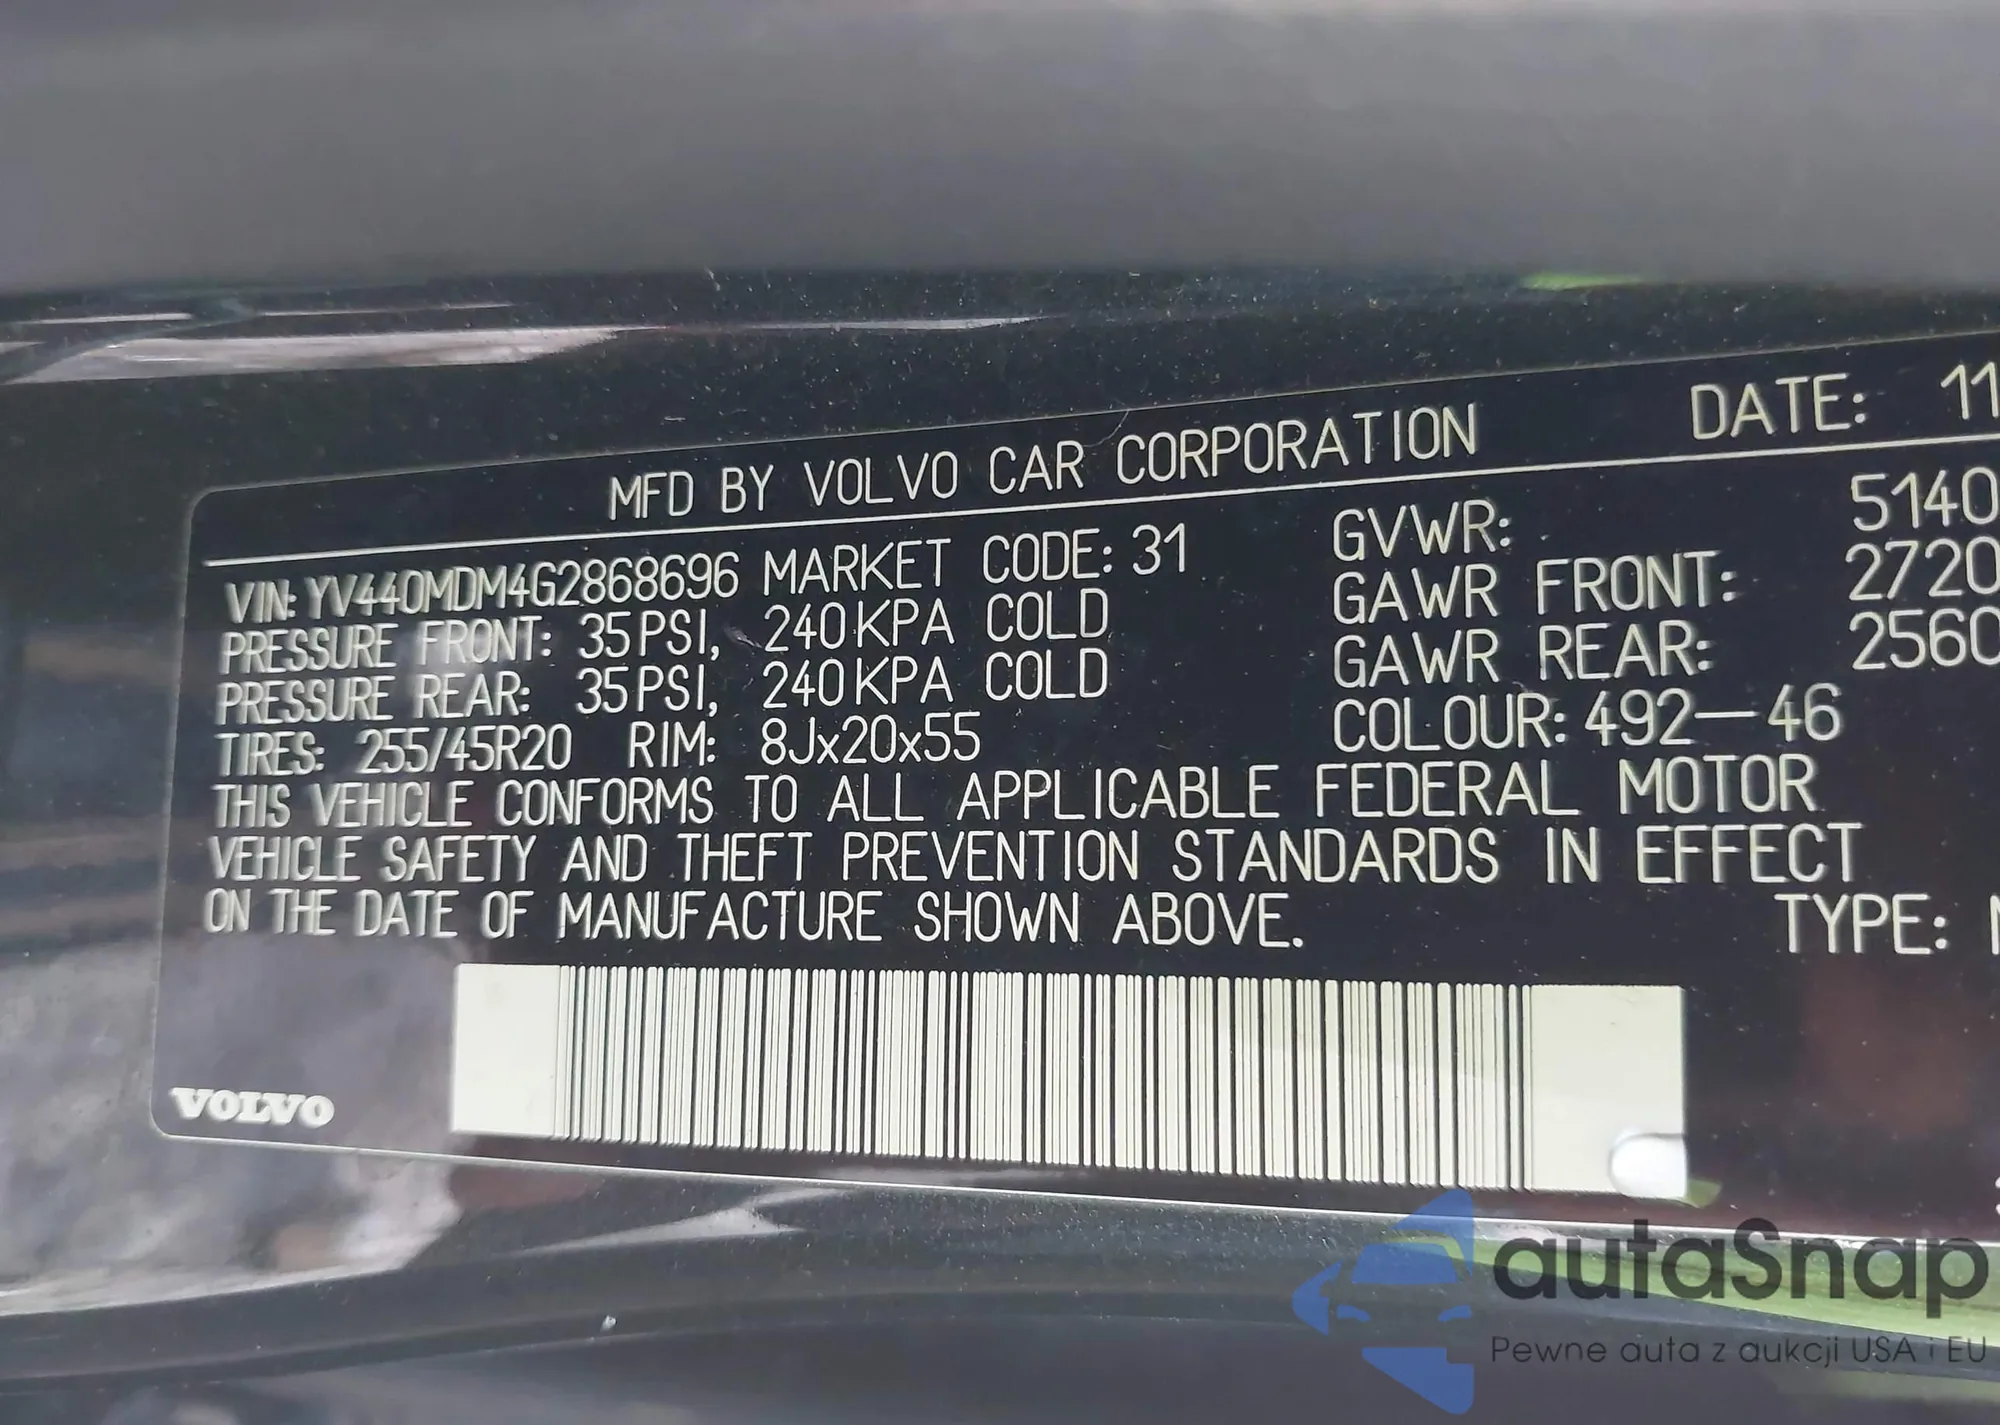 MFD BY VOLVO CAR CORPORATION DATE: 11
VIN: YV440MDM4G2868696 MARKET CODE: 31 GVWR: 5140
PRESSURE FRONT: 35PSI, 240KPA COLD GAWR FRONT: 2720
PRESSURE REAR: 35PSI, 240KPA COLD GAWR REAR: 2560
TIRES: 255/45R20 RIM: 8Jx20x55 COLOUR: 492-46
THIS VEHICLE CONFORMS TO ALL APPLICABLE FEDERAL MOTOR
VEHICLE SAFETY AND THEFT PREVENTION STANDARDS IN EFFECT
ON THE DATE OF MANUFACTURE SHOWN ABOVE. TYPE:
VOLVO
autaSnap
Pewne auta z aukcji USA i EU